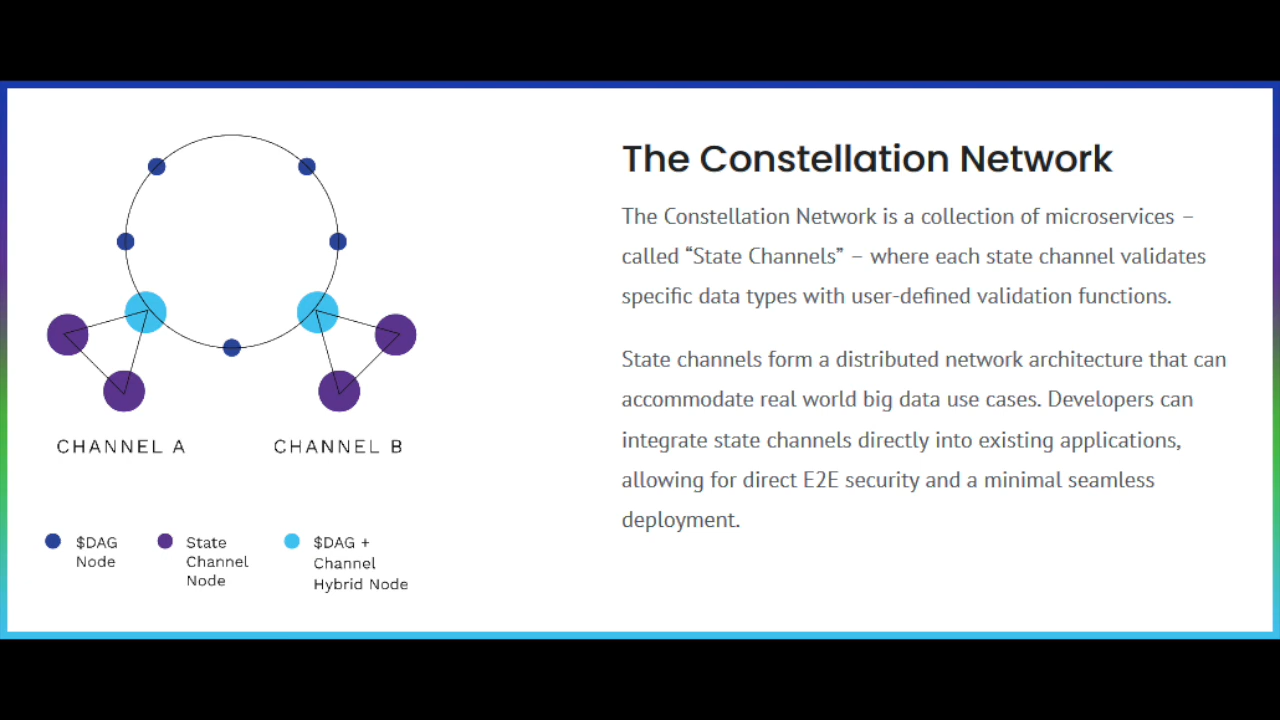 The Constellation Network
The Constellation Network is a collection of microservices –
called “State Channels” – where each state channel validates
specific data types with user-defined validation functions.
State channels form a distributed network architecture that can
accommodate real world big data use cases. Developers can
integrate state channels directly into existing applications,
allowing for direct E2E security and a minimal seamless
deployment.
CHANNEL A
CHANNEL B
$DAG
Node
State
Channel
Node
$DAG +
Channel
Hybrid Node